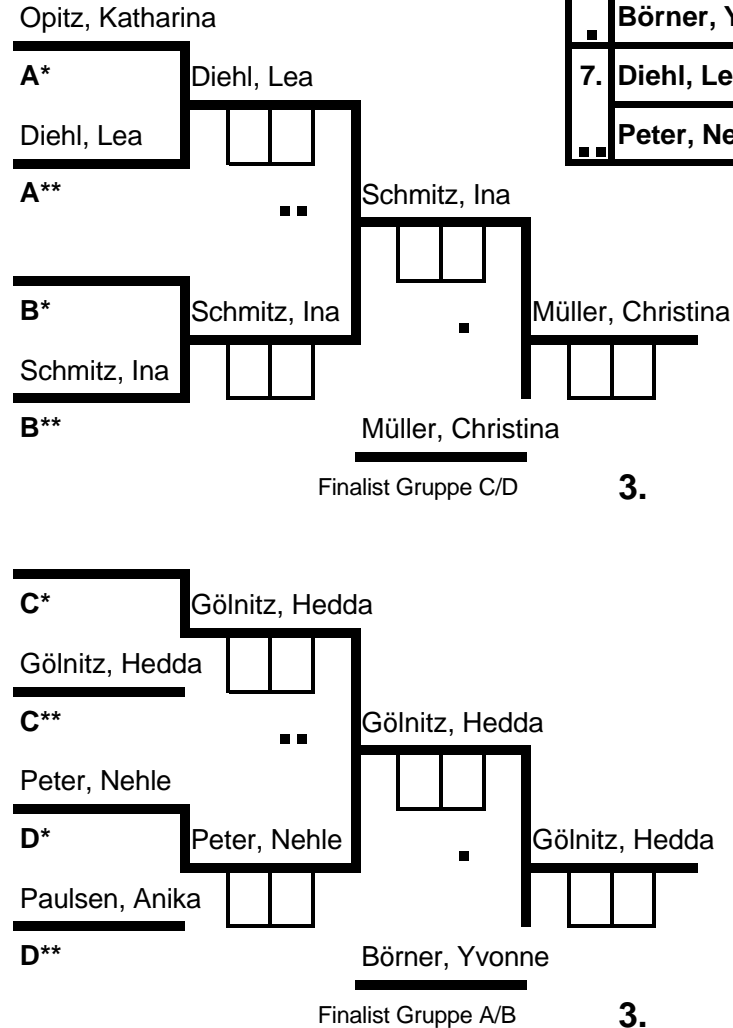 Opitz, Katharina
A*
Diehl, Lea
Diehl, Lea
A**
Schmitz, Ina
B*
Schmitz, Ina
Müller, Christina
Schmitz, Ina
B**
Müller, Christina
Finalist Gruppe C/D
3.
Börner,
7. Diehl,
Peter,
C*
Gölnitz, Hedda
Gölnitz, Hedda
C**
Gölnitz, Hedda
Peter, Nehle
D*
Peter, Nehle
Gölnitz, Hedda
Paulsen, Anika
D**
Börner, Yvonne
Finalist Gruppe A/B
3.